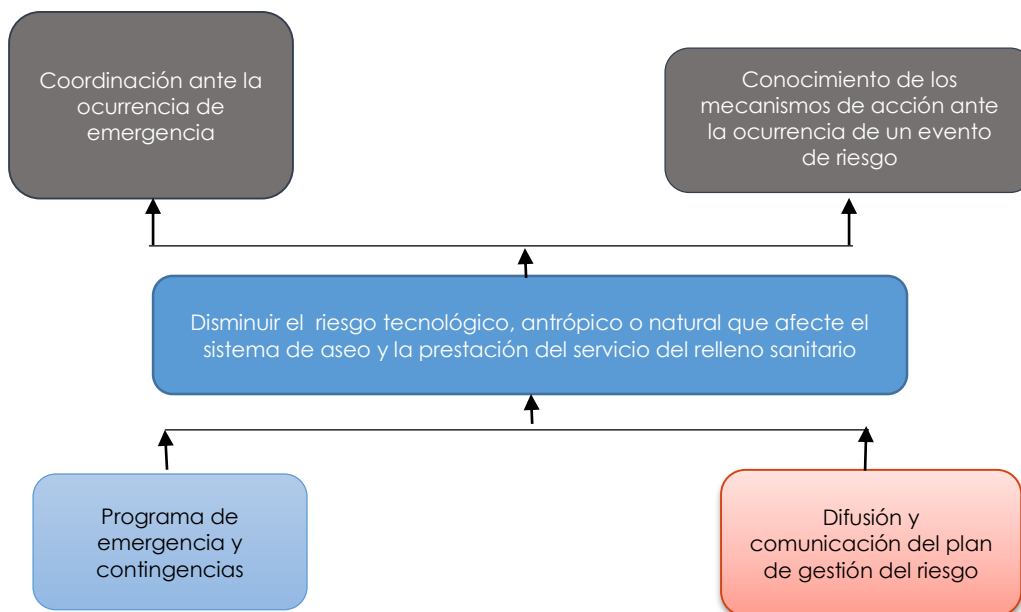 Coordinación ante la
ocurrencia de
emergencia
Conocimiento de los
mecanismos de acción ante
la ocurrencia de un evento
de riesgo
Disminuir el  riesgo tecnológico, antrópico o natural que afecte el
sistema de aseo y la prestación del servicio del relleno sanitario
Programa de
emergencia y
contingencias
Difusión y
comunicación del plan
de gestión del riesgo